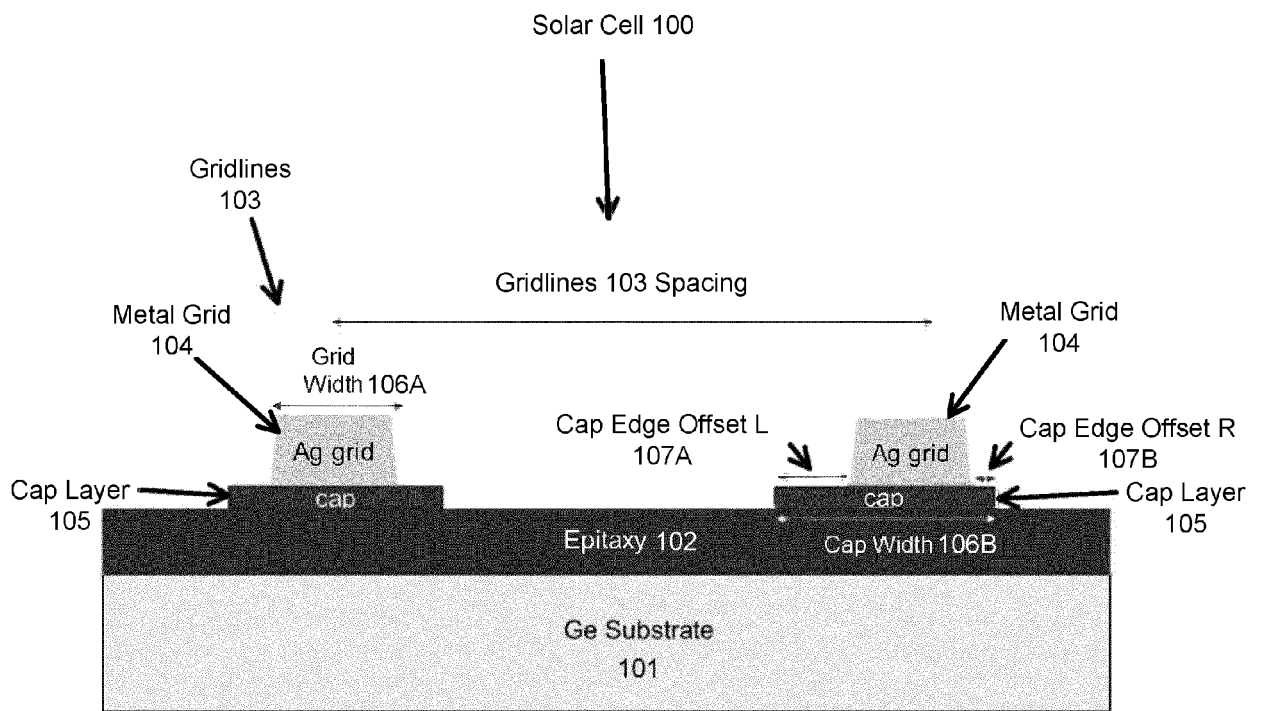 Solar Cell 100
Gridlines
103
Gridlines 103 Spacing
Metal Grid
104
Metal Grid
104
Grid
Width 106A
Cap Edge Offset L
107A
Cap Edge Offset R
107B
Ag grid
Ag grid
Cap Layer
105
cap
cap
Cap Layer
105
Epitaxy 102
Cap Width 106B
Ge Substrate
101